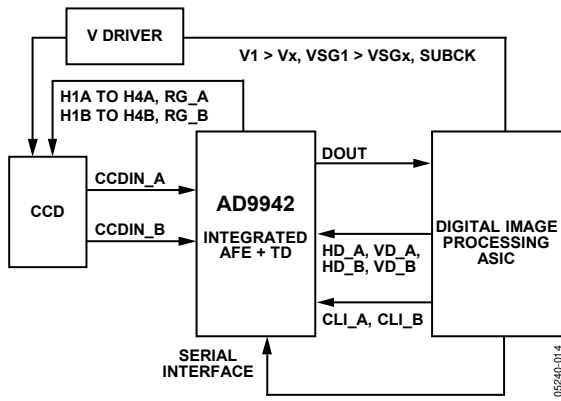 V DRIVER
V1 > Vx, VSG1 > VSGx, SUBCK
H1A TO H4A, RG_A
H1B TO H4B, RG_B
DOUT
CCDIN_A
CCD
CCDIN_B
AD9942
INTEGRATED
AFE + TD
DIGITAL IMAGE
PROCESSING
ASIC
HD_A, VD_A,
HD_B, VD_B
CLI_A, CLI_B
SERIAL
INTERFACE
05240-014